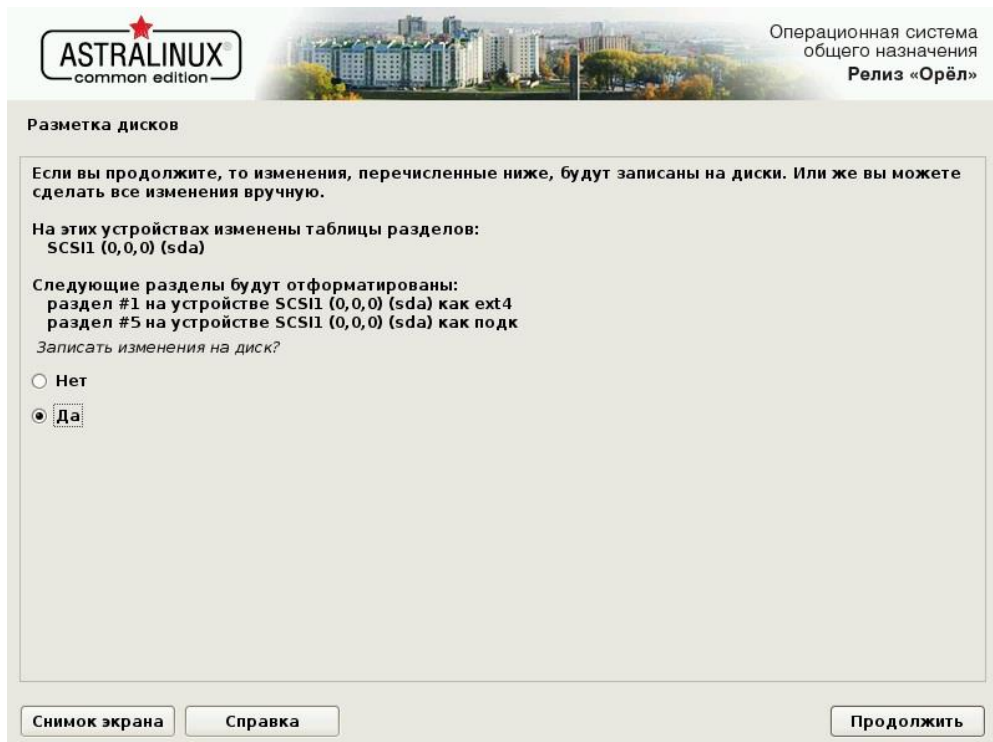 ASTRALINUX®
common edition
Операционная система
общего назначения
Релиз «Орёл»
Разметка дисков
Если вы продолжите, то изменения, перечисленные ниже, будут записаны на диски. Или же вы можете
сделать все изменения вручную.
На этих устройствах изменены таблицы разделов:
SCSI1 (0,0,0) (sda)
Следующие разделы будут отформатированы:
раздел #1 на устройстве SCSI1 (0,0,0) (sda) как ext4
раздел #5 на устройстве SCSI1 (0,0,0) (sda) как подк
Записать изменения на диск?
Нет
Да
Снимок экрана
Справка
Продолжить